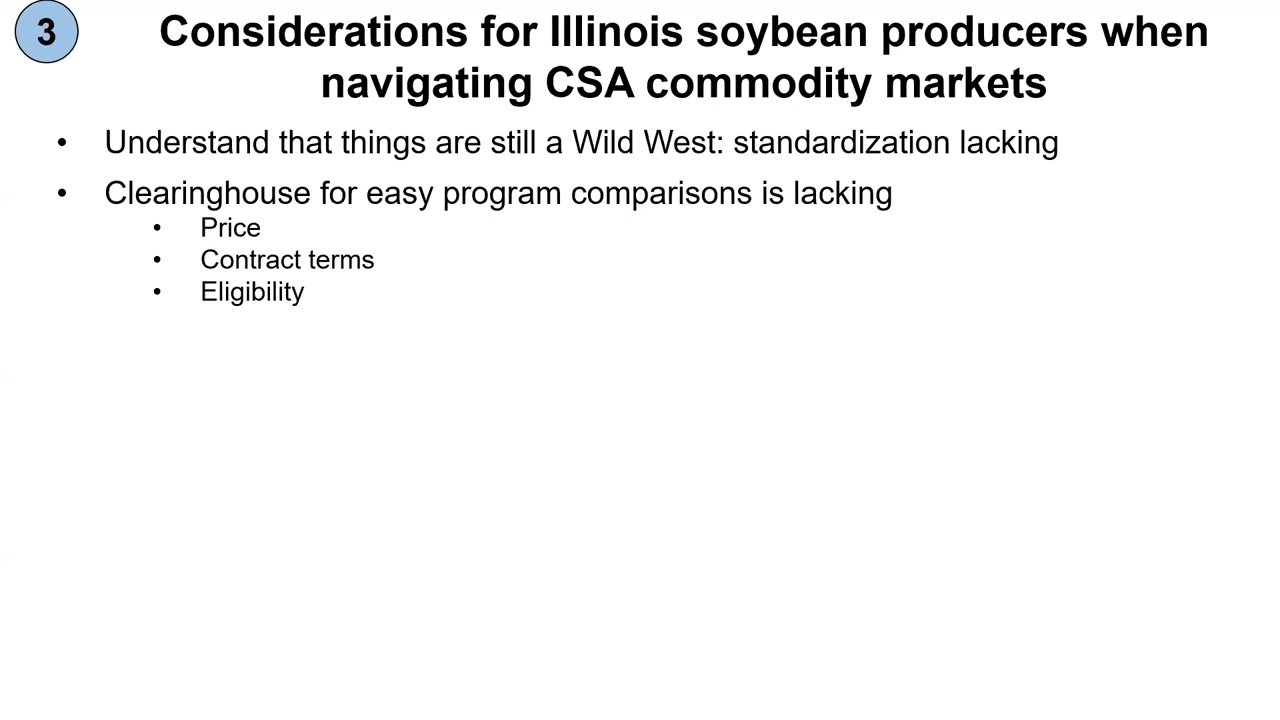 3
Considerations for Illinois soybean producers when
navigating CSA commodity markets
• Understand that things are still a Wild West: standardization lacking
• Clearinghouse for easy program comparisons is lacking
• Price
• Contract terms
• Eligibility